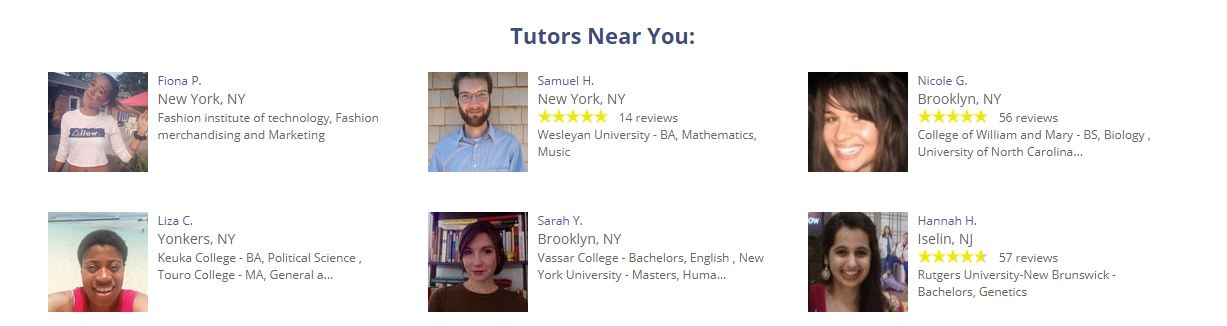 Tutors Near You:
Fiona P.
New York, NY
Fashion institute of technology, Fashion
merchandising and Marketing
Allow.
Samuel H.
New York, NY
14 reviews
Wesleyan University - BA, Mathematics,
Music
Nicole G.
Brooklyn, NY
56 reviews
College of William and Mary - BS, Biology ,
University of North Carolina...
Liza C.
Yonkers, NY
Keuka College - BA, Political Science ,
Touro College - MA, General a...
Sarah Y.
Brooklyn, NY
Vassar College - Bachelors, English , New
York University - Masters, Huma...
Hannah H.
Iselin, NJ
57 reviews
Rutgers University-New Brunswick -
Bachelors, Genetics